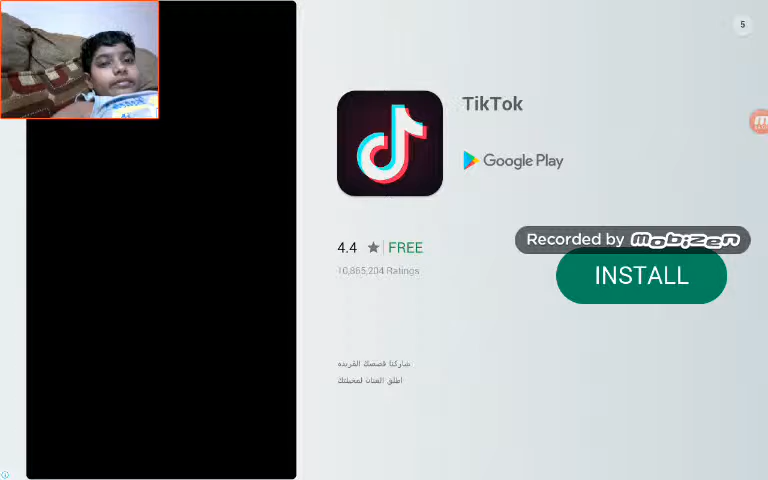 5
TikTok
Google Play
Recorded by mobizen
4.4 FREE
10,865,204 Ratings
INSTALL
شاركنا قصصك الفريده
اطلق العنان لمخيلتك